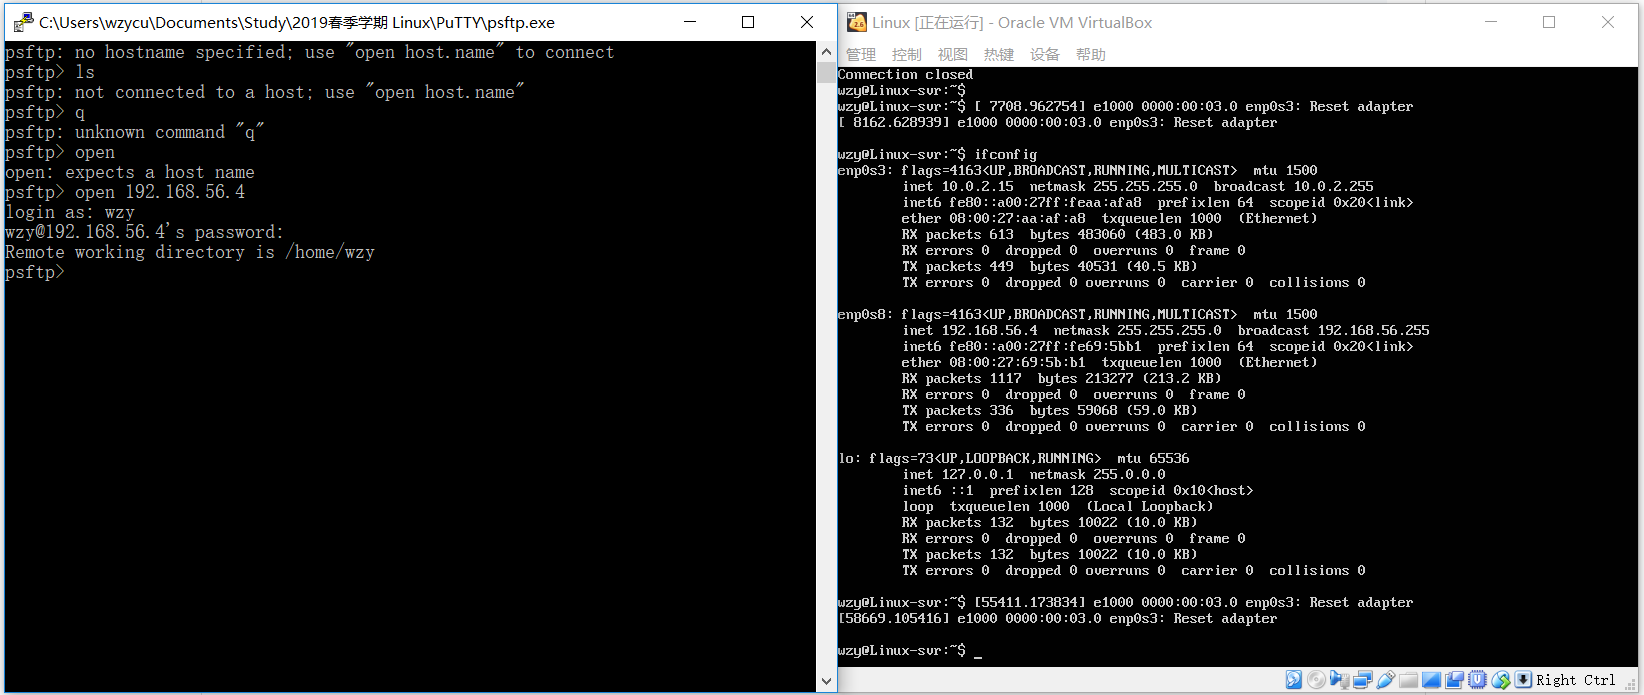 C:\Users\wzycu\Documents\Study\2019春季学期 Linux\PuTTY\psftp.exe
psftp: no hostname specified; use "open host.name" to connect
psftp> ls
psftp: not connected to a host; use "open host.name"
psftp> q
psftp: unknown command "q"
psftp> open
open: expects a host name
psftp> open 192.168.56.4
login as: wzy
wzy@192.168.56.4's password:
Remote working directory is /home/wzy
psftp>
Linux [正在运行] - Oracle VM VirtualBox
管理 控制 视图 热键 设备 帮助
Connection closed
wzy@Linux-svr:~$
wzy@Linux-svr:~$ [ 7708.962754] e1000 0000:00:03.0 enp0s3: Reset adapter
[ 8162.628939] e1000 0000:00:03.0 enp0s3: Reset adapter
wzy@Linux-svr:~$ ifconfig
enp0s3: flags=4163<UP,BROADCAST,RUNNING,MULTICAST>  mtu 1500
inet 10.0.2.15  netmask 255.255.255.0  broadcast 10.0.2.255
inet6 fe80::a00:27ff:feaa:afa8  prefixlen 64  scopeid 0x20<link>
ether 08:00:27:aa:af:a8  txqueuelen 1000  (Ethernet)
RX packets 613  bytes 483060 (483.0 KB)
RX errors 0  dropped 0  overruns 0  frame 0
TX packets 449  bytes 40531 (40.5 KB)
TX errors 0  dropped 0 overruns 0  carrier 0  collisions 0
enp0s8: flags=4163<UP,BROADCAST,RUNNING,MULTICAST>  mtu 1500
inet 192.168.56.4  netmask 255.255.255.0  broadcast 192.168.56.255
inet6 fe80::a00:27ff:fe69:5bb1  prefixlen 64  scopeid 0x20<link>
ether 08:00:27:69:5b:b1  txqueuelen 1000  (Ethernet)
RX packets 1117  bytes 213277 (213.2 KB)
RX errors 0  dropped 0  overruns 0  frame 0
TX packets 336  bytes 59068 (59.0 KB)
TX errors 0  dropped 0 overruns 0  carrier 0  collisions 0
lo: flags=73<UP,LOOPBACK,RUNNING>  mtu 65536
inet 127.0.0.1  netmask 255.0.0.0
inet6 ::1  prefixlen 128  scopeid 0x10<host>
loop  txqueuelen 1000  (Local Loopback)
RX packets 132  bytes 10022 (10.0 KB)
RX errors 0  dropped 0  overruns 0  frame 0
TX packets 132  bytes 10022 (10.0 KB)
TX errors 0  dropped 0 overruns 0  carrier 0  collisions 0
wzy@Linux-svr:~$ [55411.173834] e1000 0000:00:03.0 enp0s3: Reset adapter
[58669.105416] e1000 0000:00:03.0 enp0s3: Reset adapter
wzy@Linux-svr:~$ _
Right Ctrl